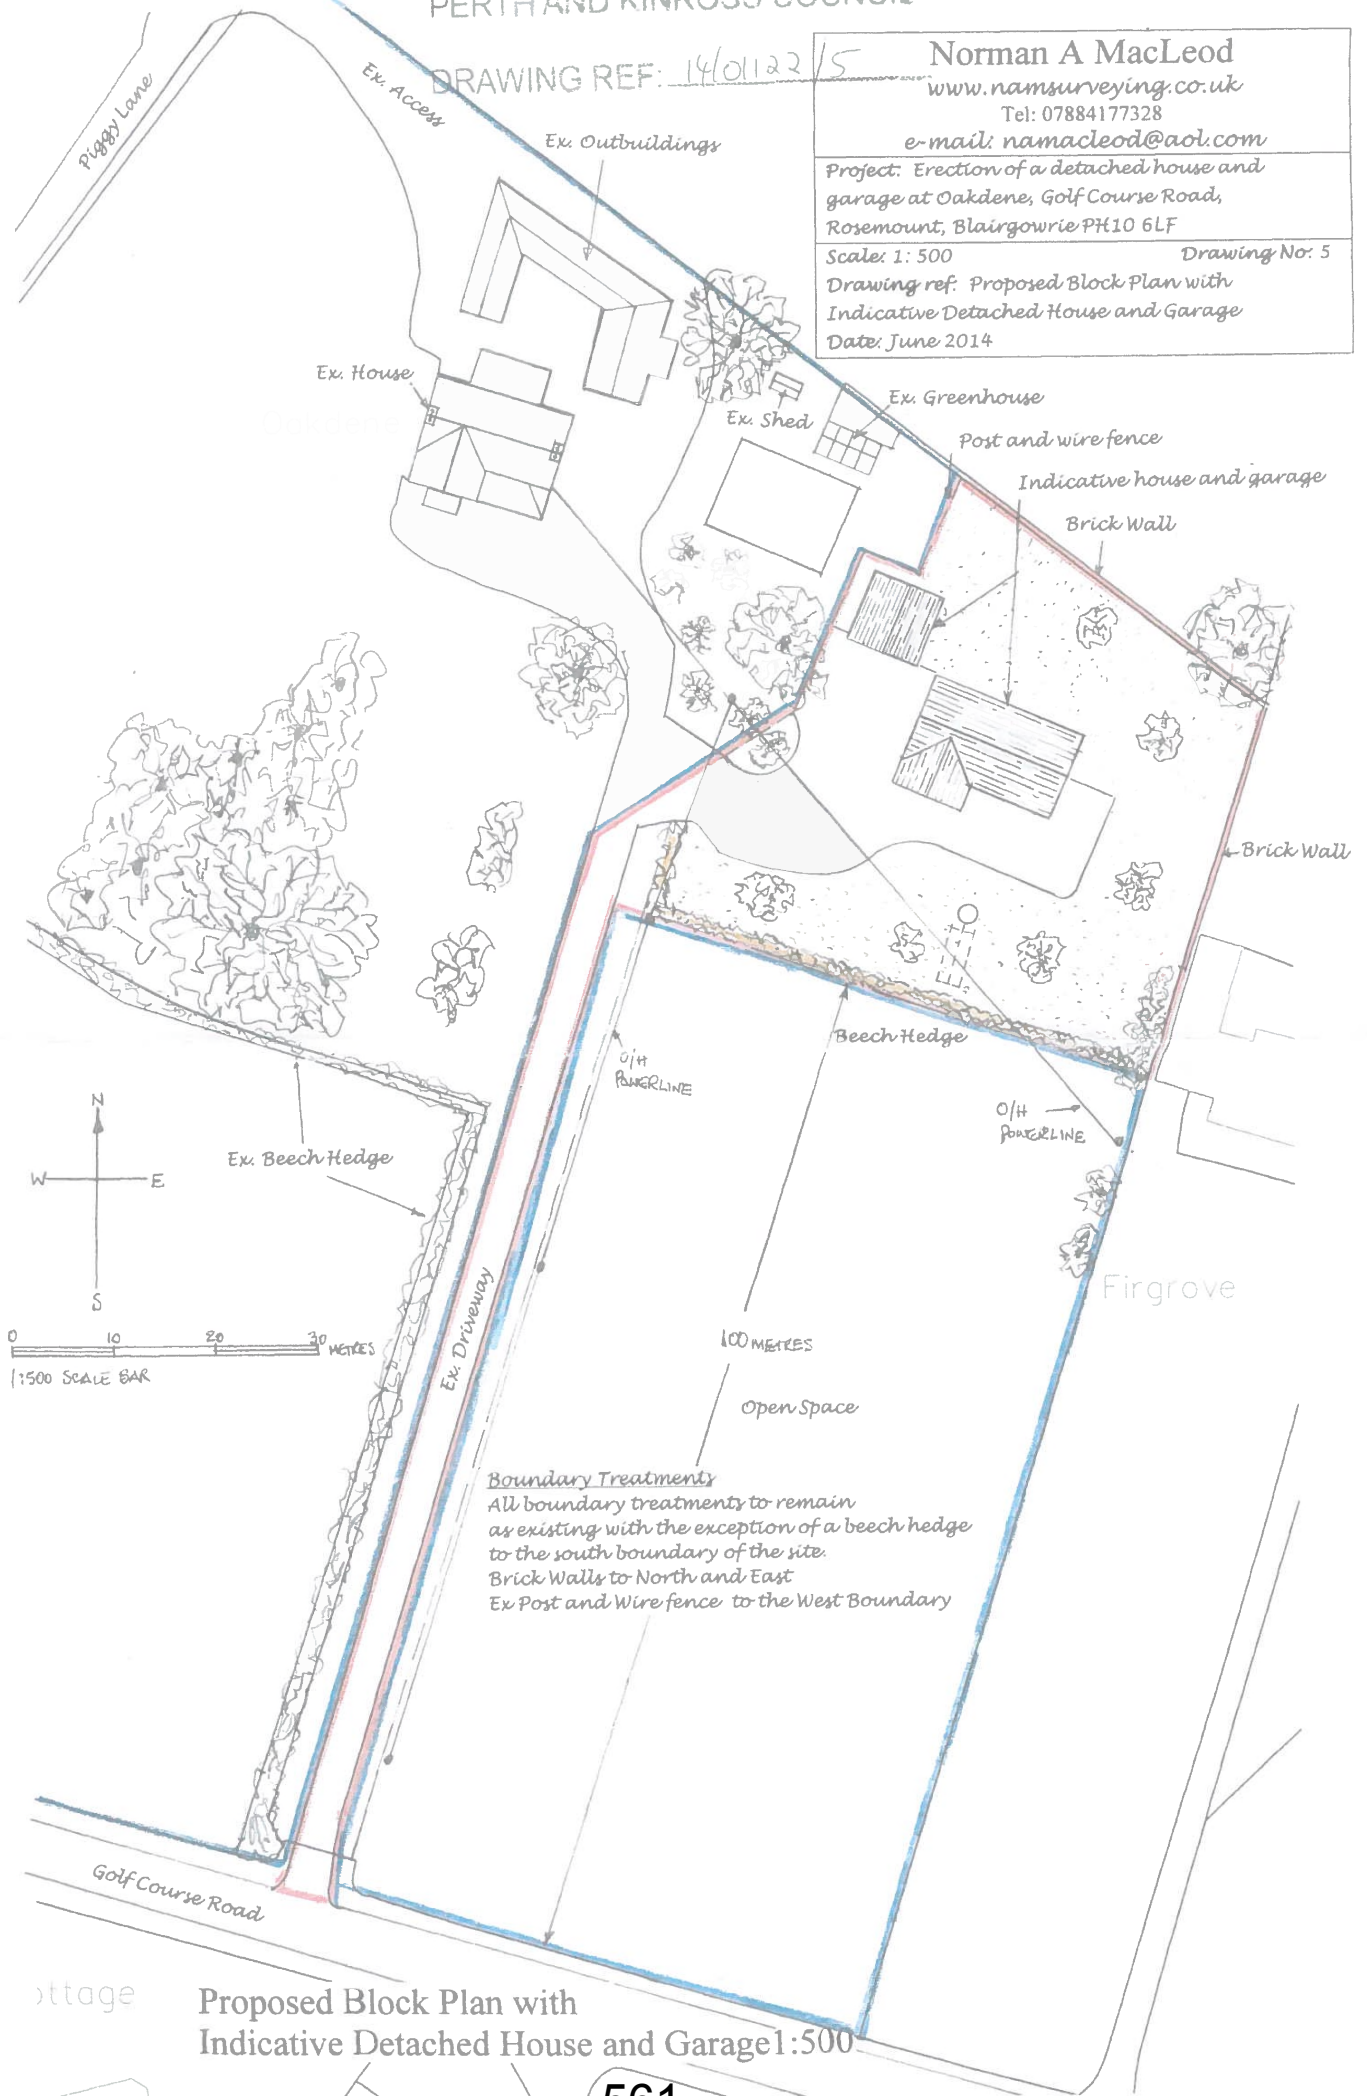 PERTH AND KINROSS COUNCIL
DRAWING REF: 14/01122/5
Norman A MacLeod
www.namsurveying.co.uk
Tel: 07884177328
e-mail: namacleod@aol.com
Project: Erection of a detached house and
garage at Oakdene, Golf Course Road,
Rosemount, Blairgowrie PH10 6LF
Scale: 1: 500 Drawing No: 5
Drawing ref: Proposed Block Plan with
Indicative Detached House and Garage
Date: June 2014
Piggy Lane
Ex. Access
Ex. Outbuildings
Ex. House
Oakdene
Ex. Shed
Ex. Greenhouse
Post and wire fence
Indicative house and garage
Brick Wall
Brick Wall
Beech Hedge
O/H
POWERLINE
O/H
POWERLINE
Ex. Beech Hedge
N
W E
S
0 10 20 30 METRES
1:500 SCALE BAR
Ex. Driveway
Firgrove
100 METRES
Open Space
Boundary Treatments
All boundary treatments to remain
as existing with the exception of a beech hedge
to the south boundary of the site.
Brick Walls to North and East
Ex Post and Wire fence to the West Boundary
Golf Course Road
ottage
Proposed Block Plan with
Indicative Detached House and Garage1:500
561